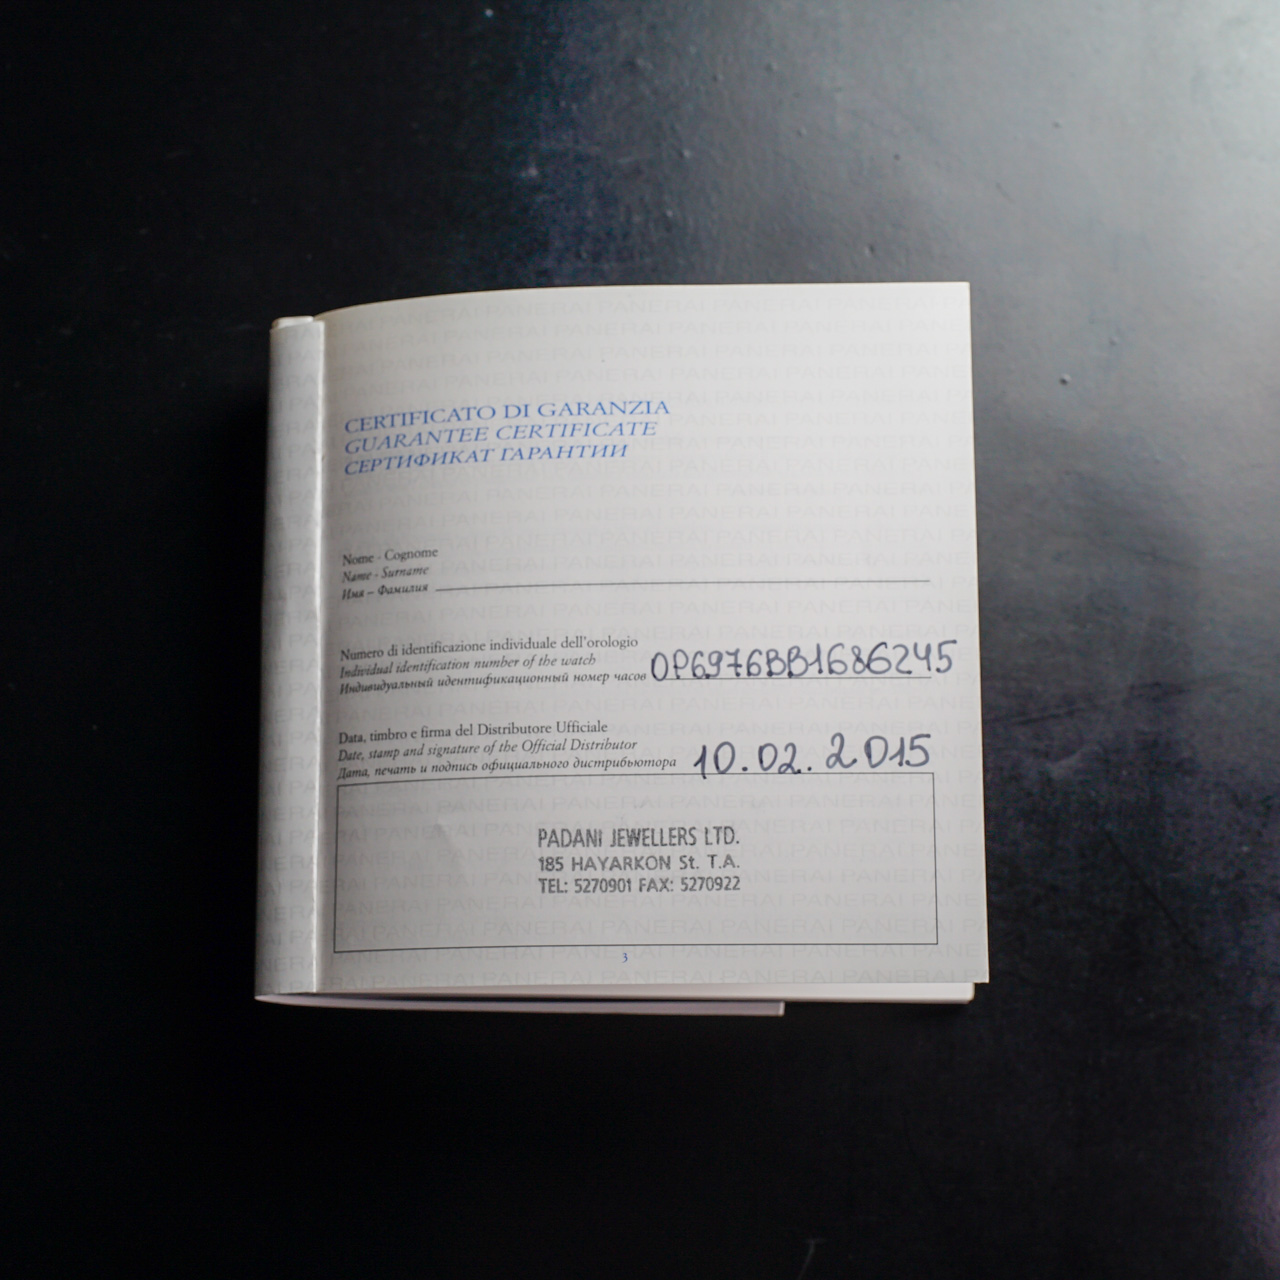 CERTIFICATO DI GARANZIA
GUARANTEE CERTIFICATE
СЕРТИФИКАТ ГАРАНТИИ
Nome - Cognome
Name - Surname
Имя – Фамилия
Numero di identificazione individuale dell'orologio
Individual identification number of the watch
Индивидуальный идентификационный номер часов OP6976BB1686245
Data, timbro e firma del Distributore Ufficiale
Date, stamp and signature of the Official Distributor
Дата, печать и подпись официального дистрибьютора 10.02.2015
PADANI JEWELLERS LTD.
185 HAYARKON St. T.A.
TEL: 5270901 FAX: 5270922
3